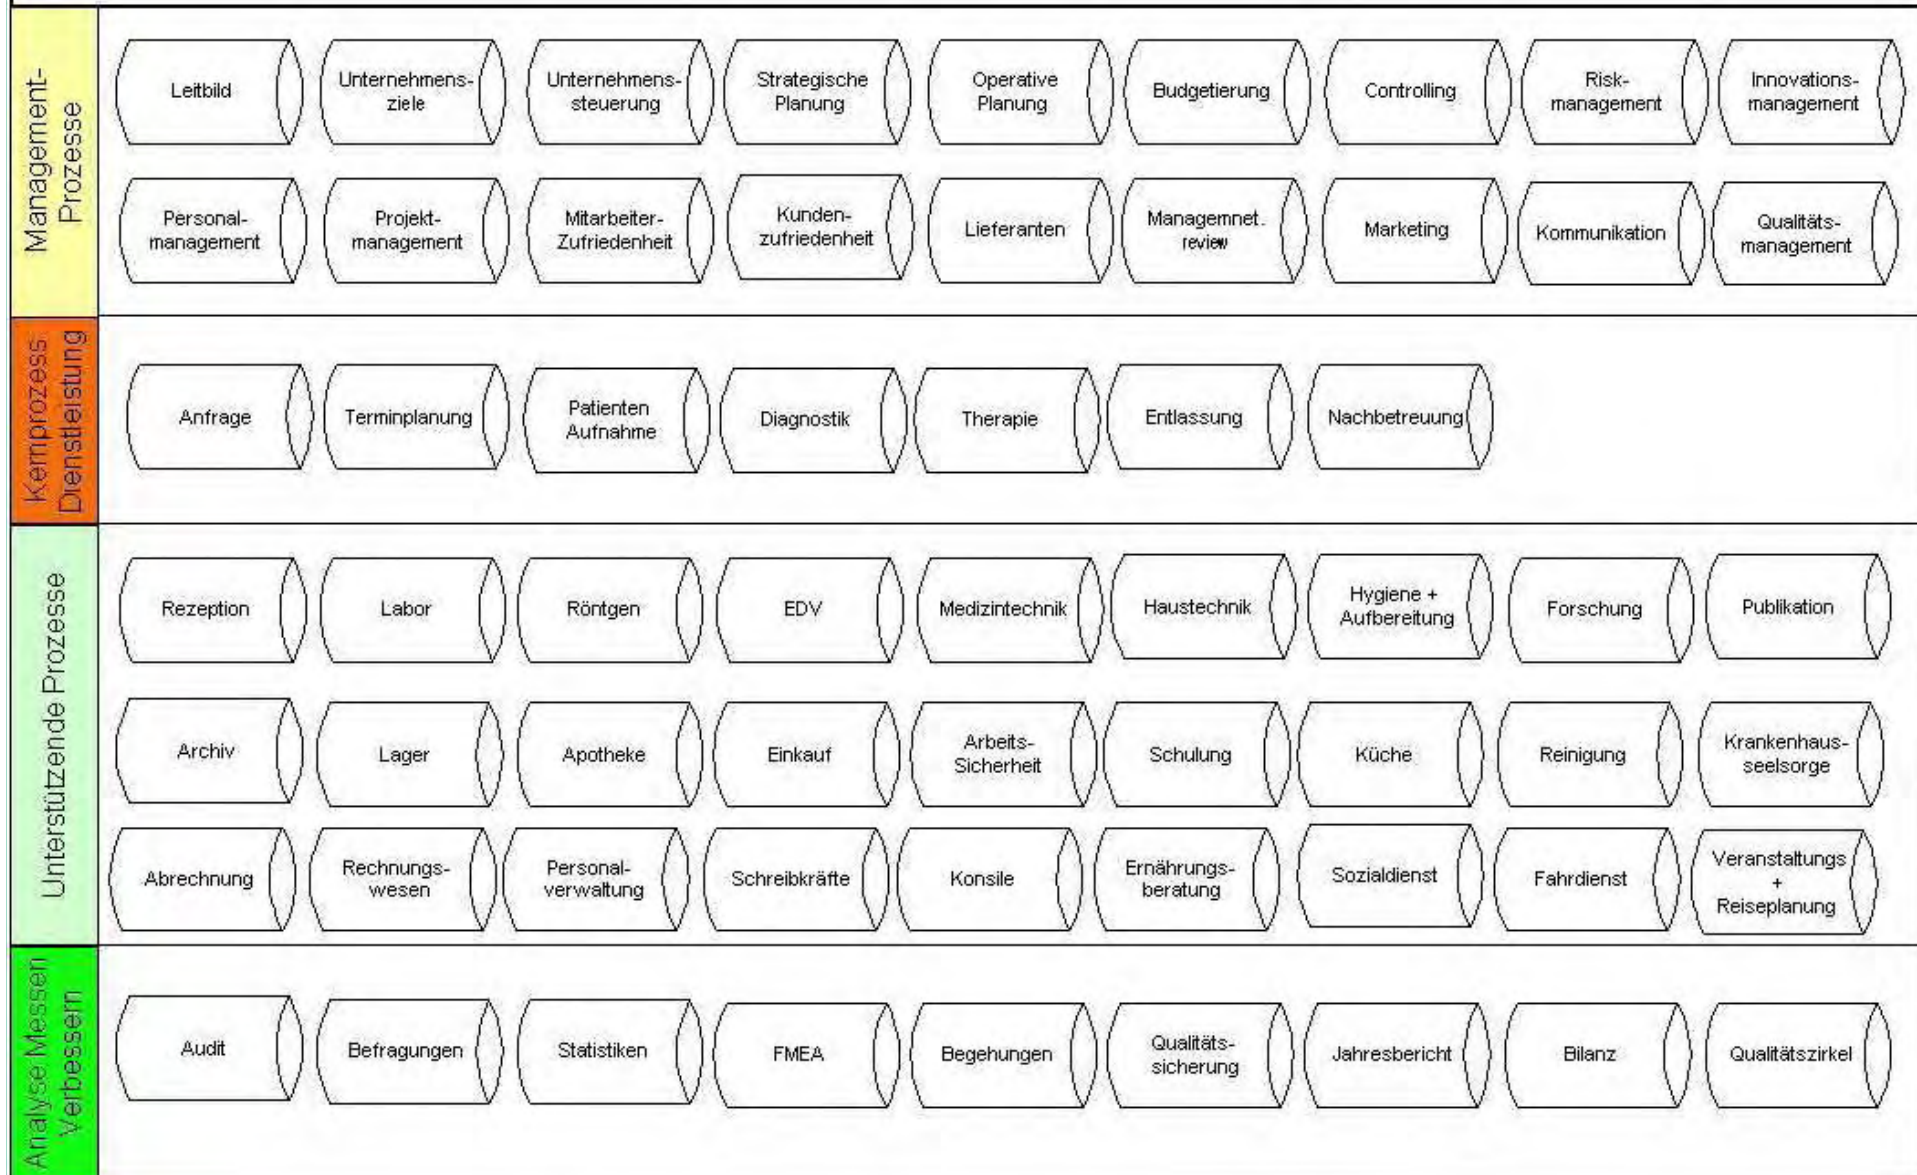 Management-
Prozesse
Leitbild
Unternehmens-
ziele
Unternehmens-
steuerung
Strategische
Planung
Operative
Planung
Budgetierung
Controlling
Risk-
management
Innovations-
management
Personal-
management
Projekt-
management
Mitarbeiter-
Zufriedenheit
Kunden-
zufriedenheit
Lieferanten
Managemnet.
review
Marketing
Kommunikation
Qualitäts-
management
Kernprozess
Dienstleistung
Anfrage
Terminplanung
Patienten
Aufnahme
Diagnostik
Therapie
Entlassung
Nachbetreuung
Unterstützende Prozesse
Rezeption
Labor
Röntgen
EDV
Medizintechnik
Haustechnik
Hygiene +
Aufbereitung
Forschung
Publikation
Archiv
Lager
Apotheke
Einkauf
Arbeits-
Sicherheit
Schulung
Küche
Reinigung
Krankenhaus-
seelsorge
Abrechnung
Rechnungs-
wesen
Personal-
verwaltung
Schreibkräfte
Konsile
Ernährungs-
beratung
Sozialdienst
Fahrdienst
Veranstaltungs
+
Reiseplanung
Analyse Messen
Verbessern
Audit
Befragungen
Statistiken
FMEA
Begehungen
Qualitäts-
sicherung
Jahresbericht
Bilanz
Qualitätszirkel